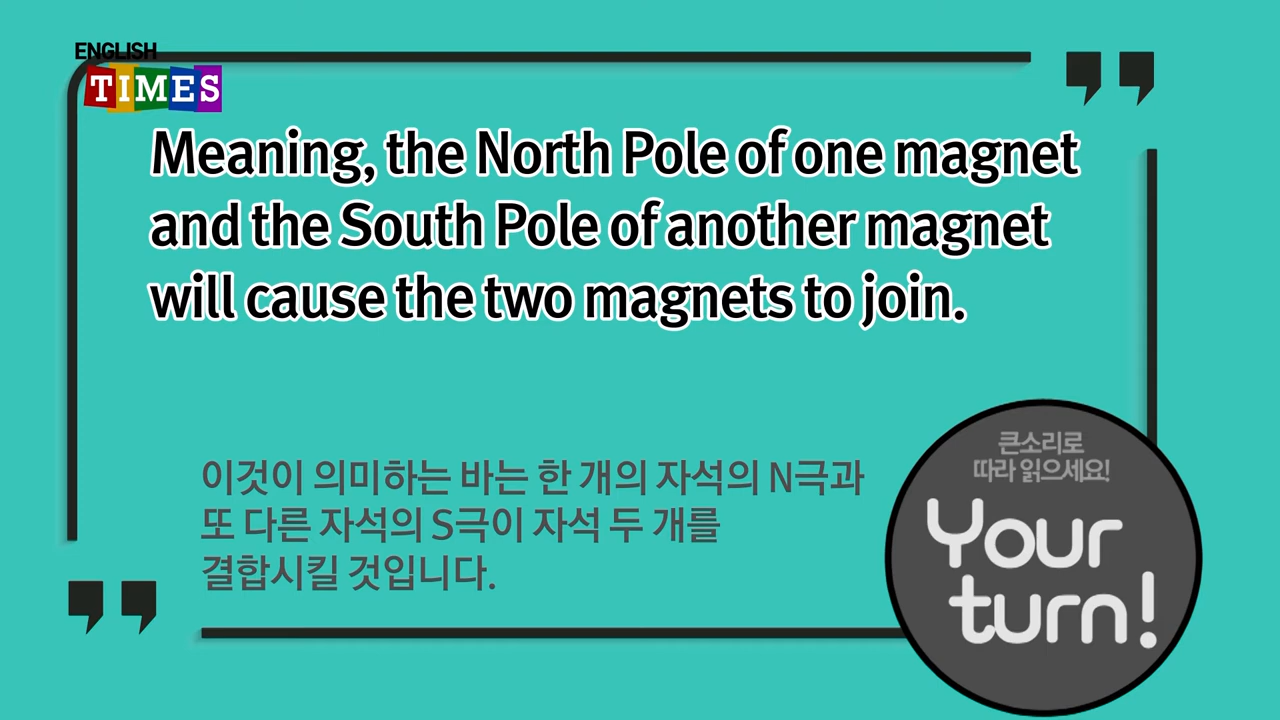 ENGLISH
TIMES
Meaning, the North Pole of one magnet
and the South Pole of another magnet
will cause the two magnets to join.
이것이 의미하는 바는 한 개의 자석의 N극과
또 다른 자석의 S극이 자석 두 개를
결합시킬 것입니다.
큰소리로
따라 읽으세요!
Your
turn!